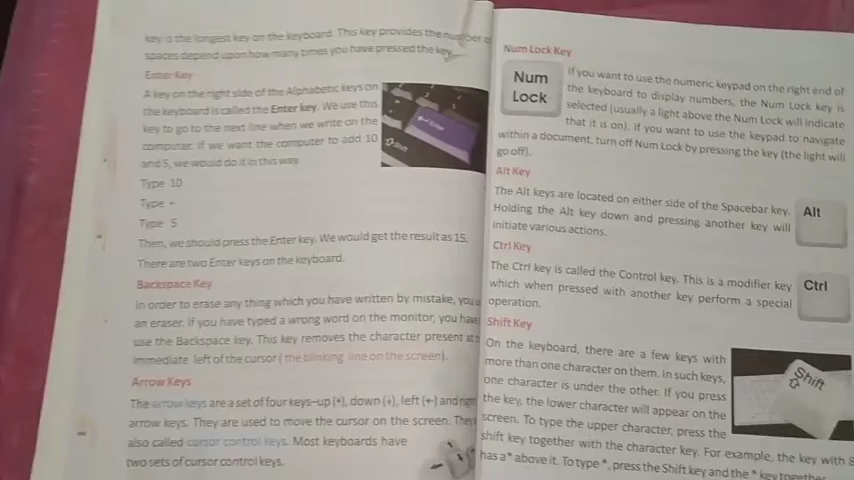 key is the longest key on the keyboard. This key provides the number of
spaces depend upon how many times you have pressed the key.
Enter Key
A key on the right side of the Alphabetic keys on
the keyboard is called the Enter key. We use this
key to go to the next line when we write on the
computer. If we want the computer to add 10
and 5, we would do it in this way.
Type 10
Type +
Type 5
Then, we should press the Enter key. We would get the result as 15.
There are two Enter keys on the keyboard.
Backspace Key
In order to erase any thing which you have written by mistake, you
an eraser. If you have typed a wrong word on the monitor, you have
use the Backspace key. This key removes the character present at
immediate left of the cursor ( the blinking line on the screen).
Arrow Keys
The arrow keys are a set of four keys–up (↑), down (↓), left (←) and
arrow keys. They are used to move the cursor on the screen. They
also called cursor control keys. Most keyboards have
two sets of cursor control keys.
Enter
Shift
Num Lock Key
Num
Lock
If you want to use the numeric keypad on the right end of
the keyboard to display numbers, the Num Lock key is
selected (usually a light above the Num Lock will indicate
that it is on). If you want to use the keypad to navigate
within a document, turn off Num Lock by pressing the key (the light will
go off).
Alt Key
The Alt keys are located on either side of the Spacebar key.
Holding the Alt key down and pressing another key will
initiate various actions.
Alt
Ctrl Key
The Ctrl key is called the Control key. This is a modifier key
which when pressed with another key perform a special
operation.
Ctrl
Shift Key
On the keyboard, there are a few keys with
more than one character on them. In such keys,
one character is under the other. If you press
the key, the lower character will appear on the
screen. To type the upper character, press the
shift key together with the character key. For example, the key with 8
has a * above it. To type *, press the Shift key and the * key together
Shift